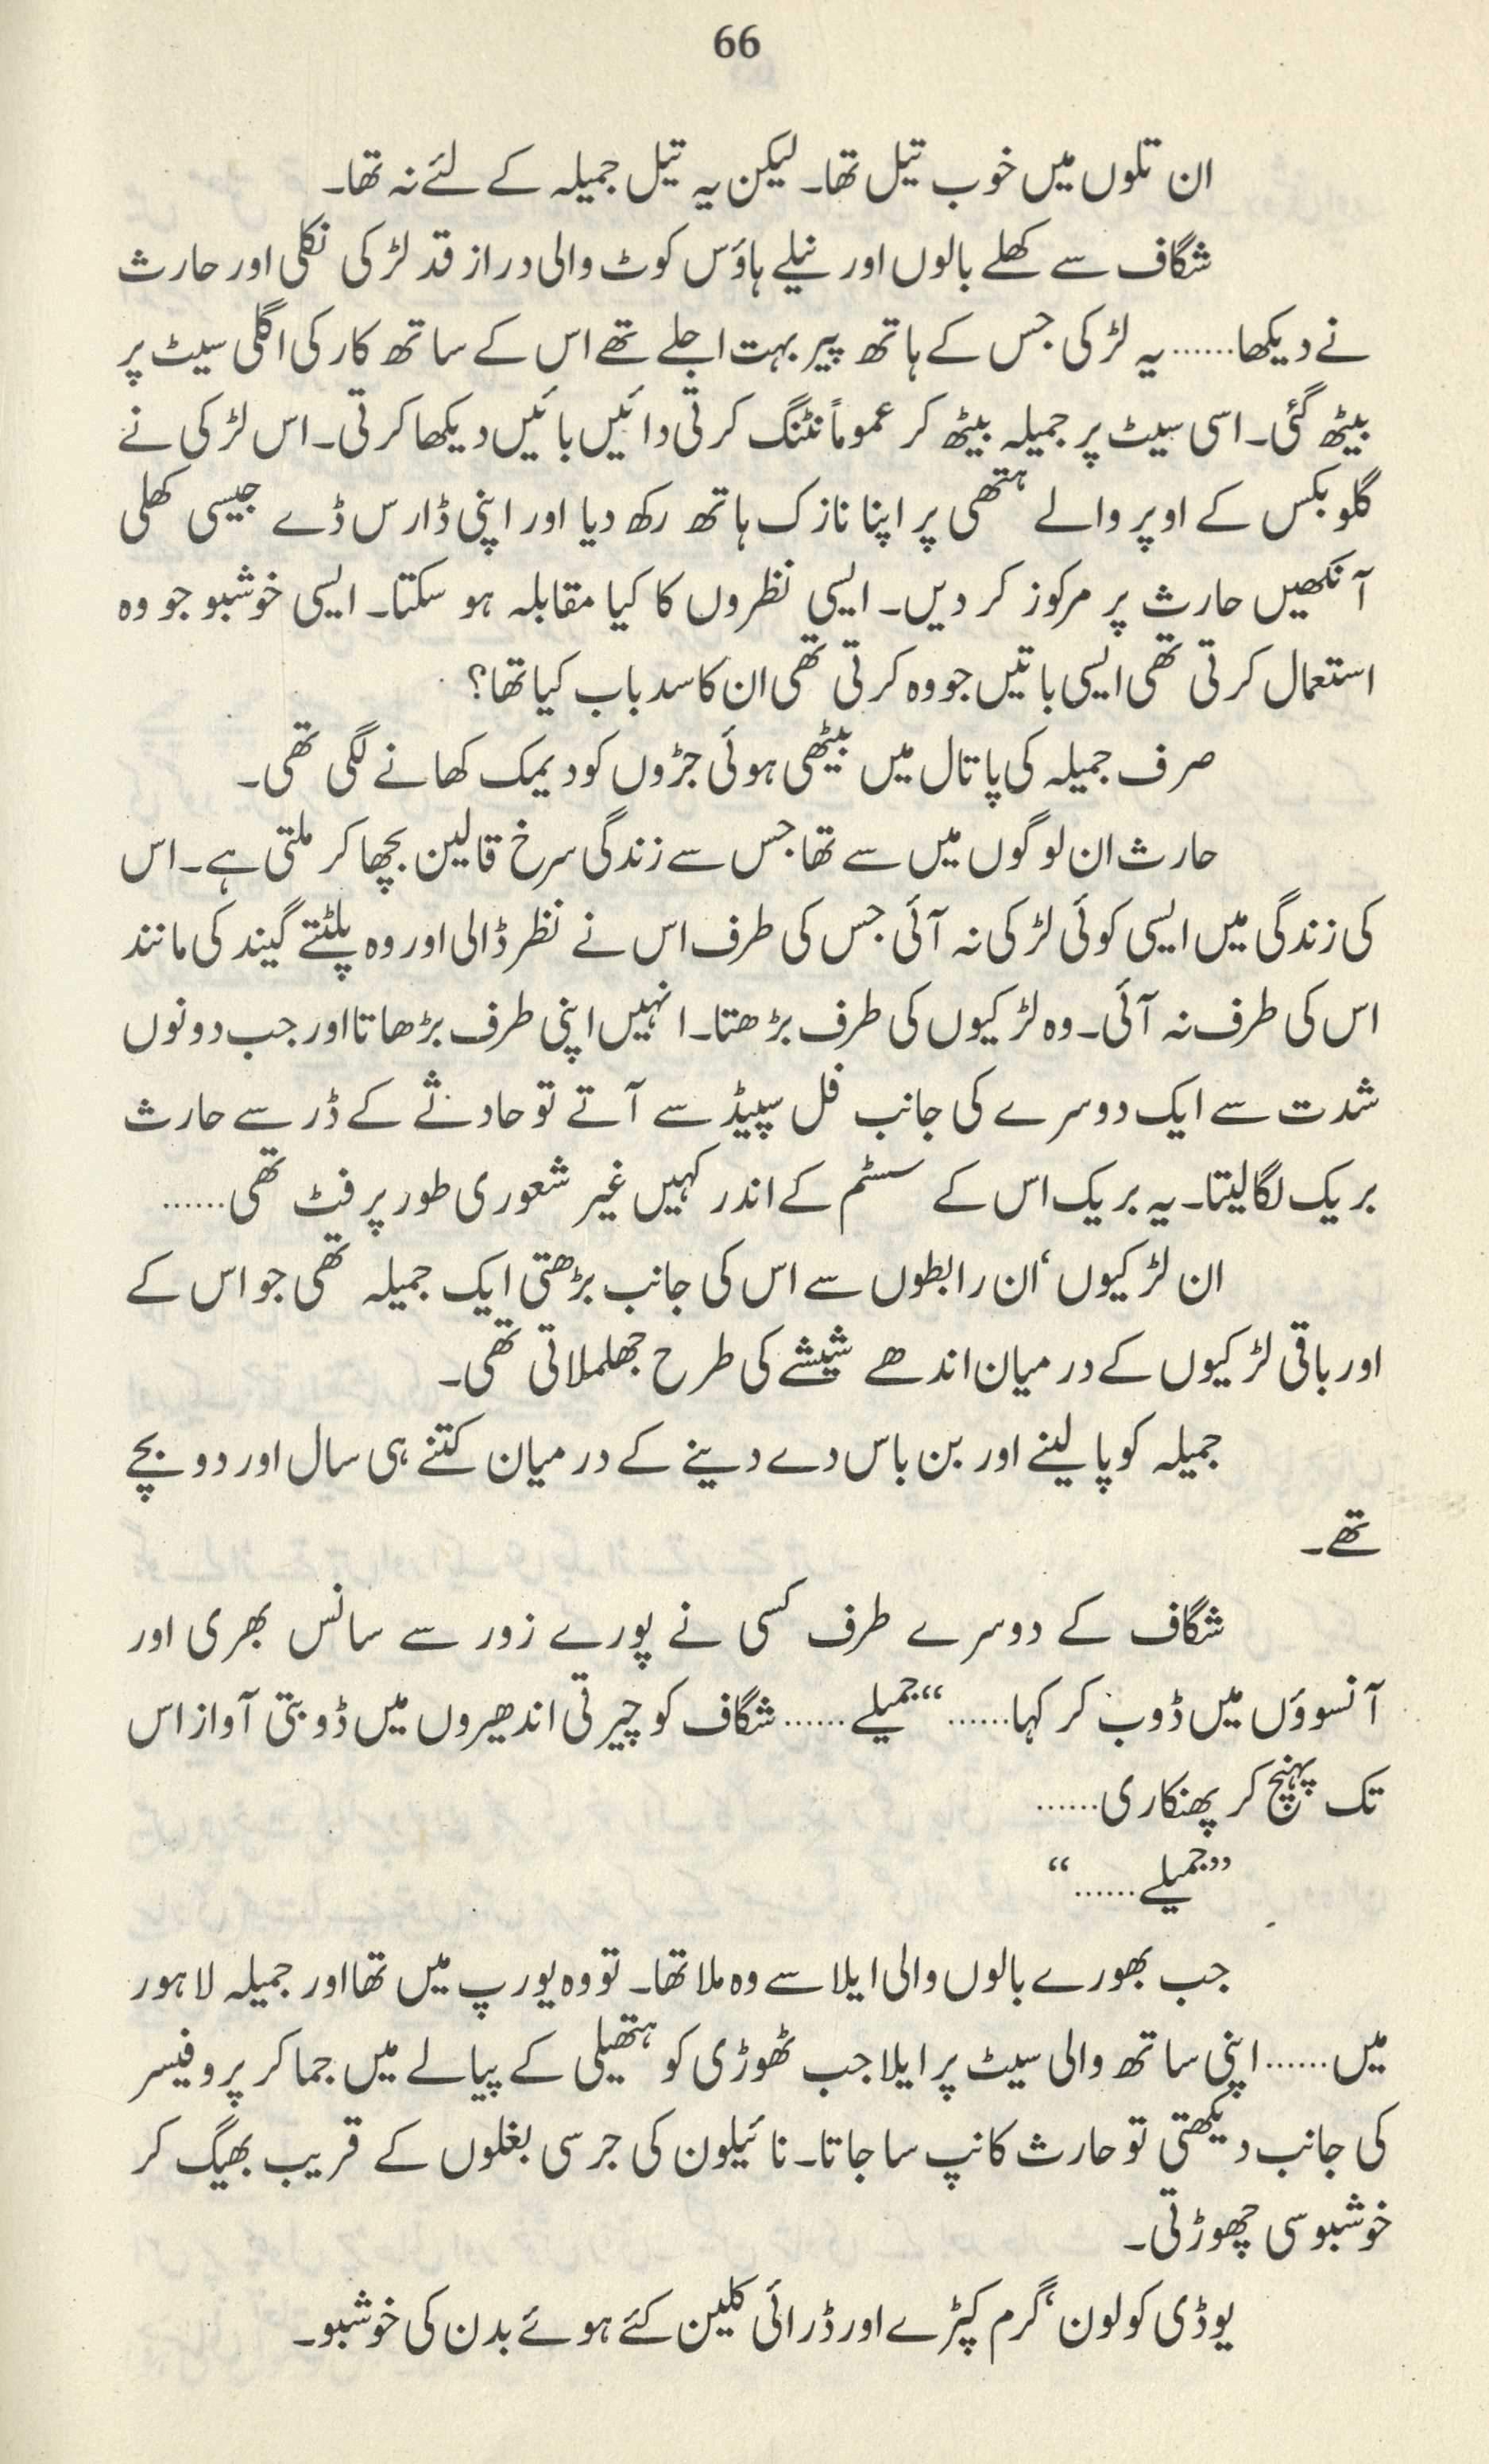 66
ان تلوں میں خوب تیل تھا۔ لیکن یہ تیل جمیلہ کے لئے نہ تھا۔
شگاف سے کھلے بالوں اور نیلے ہاؤس کوٹ والی دراز قد لڑکی نکلی اور حارث
نے دیکھا...... یہ لڑکی جس کے ہاتھ پیر بہت اجلے تھے اس کے ساتھ کار کی اگلی سیٹ پر
بیٹھ گئی۔ اسی سیٹ پر جمیلہ بیٹھ کر عموماً نٹنگ کرتی دائیں بائیں دیکھا کرتی۔ اس لڑکی نے
گلو بکس کے اوپر والے ہتھی پر اپنا نازک ہاتھ رکھ دیا اور اپنی ڈارس ڈے جیسی کھلی
آنکھیں حارث پر مرکوز کر دیں۔ ایسی نظروں کا کیا مقابلہ ہو سکتا۔ ایسی خوشبو جو وہ
استعمال کرتی تھی ایسی باتیں جو وہ کرتی تھی ان کا سد باب کیا تھا؟
صرف جمیلہ کی پاتال میں بیٹھی ہوئی جڑوں کو دیمک کھانے لگی تھی۔
حارث ان لوگوں میں سے تھا جس سے زندگی سرخ قالین بچھا کر ملتی ہے۔ اس
کی زندگی میں ایسی کوئی لڑکی نہ آئی جس کی طرف اس نے نظر ڈالی اور وہ پلٹتے گیند کی مانند
اس کی طرف نہ آئی۔ وہ لڑکیوں کی طرف بڑھتا۔ انہیں اپنی طرف بڑھاتا اور جب دونوں
شدت سے ایک دوسرے کی جانب فل سپیڈ سے آتے تو حادثے کے ڈر سے حارث
بریک لگا لیتا۔ یہ بریک اس کے سسٹم کے اندر کہیں غیر شعوری طور پر فٹ تھی......
ان لڑکیوں‘ ان رابطوں سے اس کی جانب بڑھتی ایک جمیلہ تھی جو اس کے
اور باقی لڑکیوں کے درمیان اندھے شیشے کی طرح جھلملاتی تھی۔
جمیلہ کو پا لینے اور بن باس دے دینے کے درمیان کتنے ہی سال اور دو بچے
تھے۔
شگاف کے دوسرے طرف کسی نے پورے زور سے سانس بھری اور
آنسوؤں میں ڈوب کر کہا...... “جمیلے...... شگاف کو چیرتی اندھیروں میں ڈوبتی آواز اس
تک پہنچ کر پھنکاری......
”جمیلے......“
جب بھورے بالوں والی ایلا سے وہ ملا تھا۔ تو وہ یورپ میں تھا اور جمیلہ لاہور
میں...... اپنی ساتھ والی سیٹ پر ایلا جب ٹھوڑی کو ہتھیلی کے پیالے میں جما کر پروفیسر
کی جانب دیکھتی تو حارث کانپ سا جاتا۔ نائیلون کی جرسی بغلوں کے قریب بھیگ کر
خوشبو سی چھوڑتی۔
یوڈی کولون‘ گرم کپڑے اور ڈرائی کلین کئے ہوئے بدن کی خوشبو۔